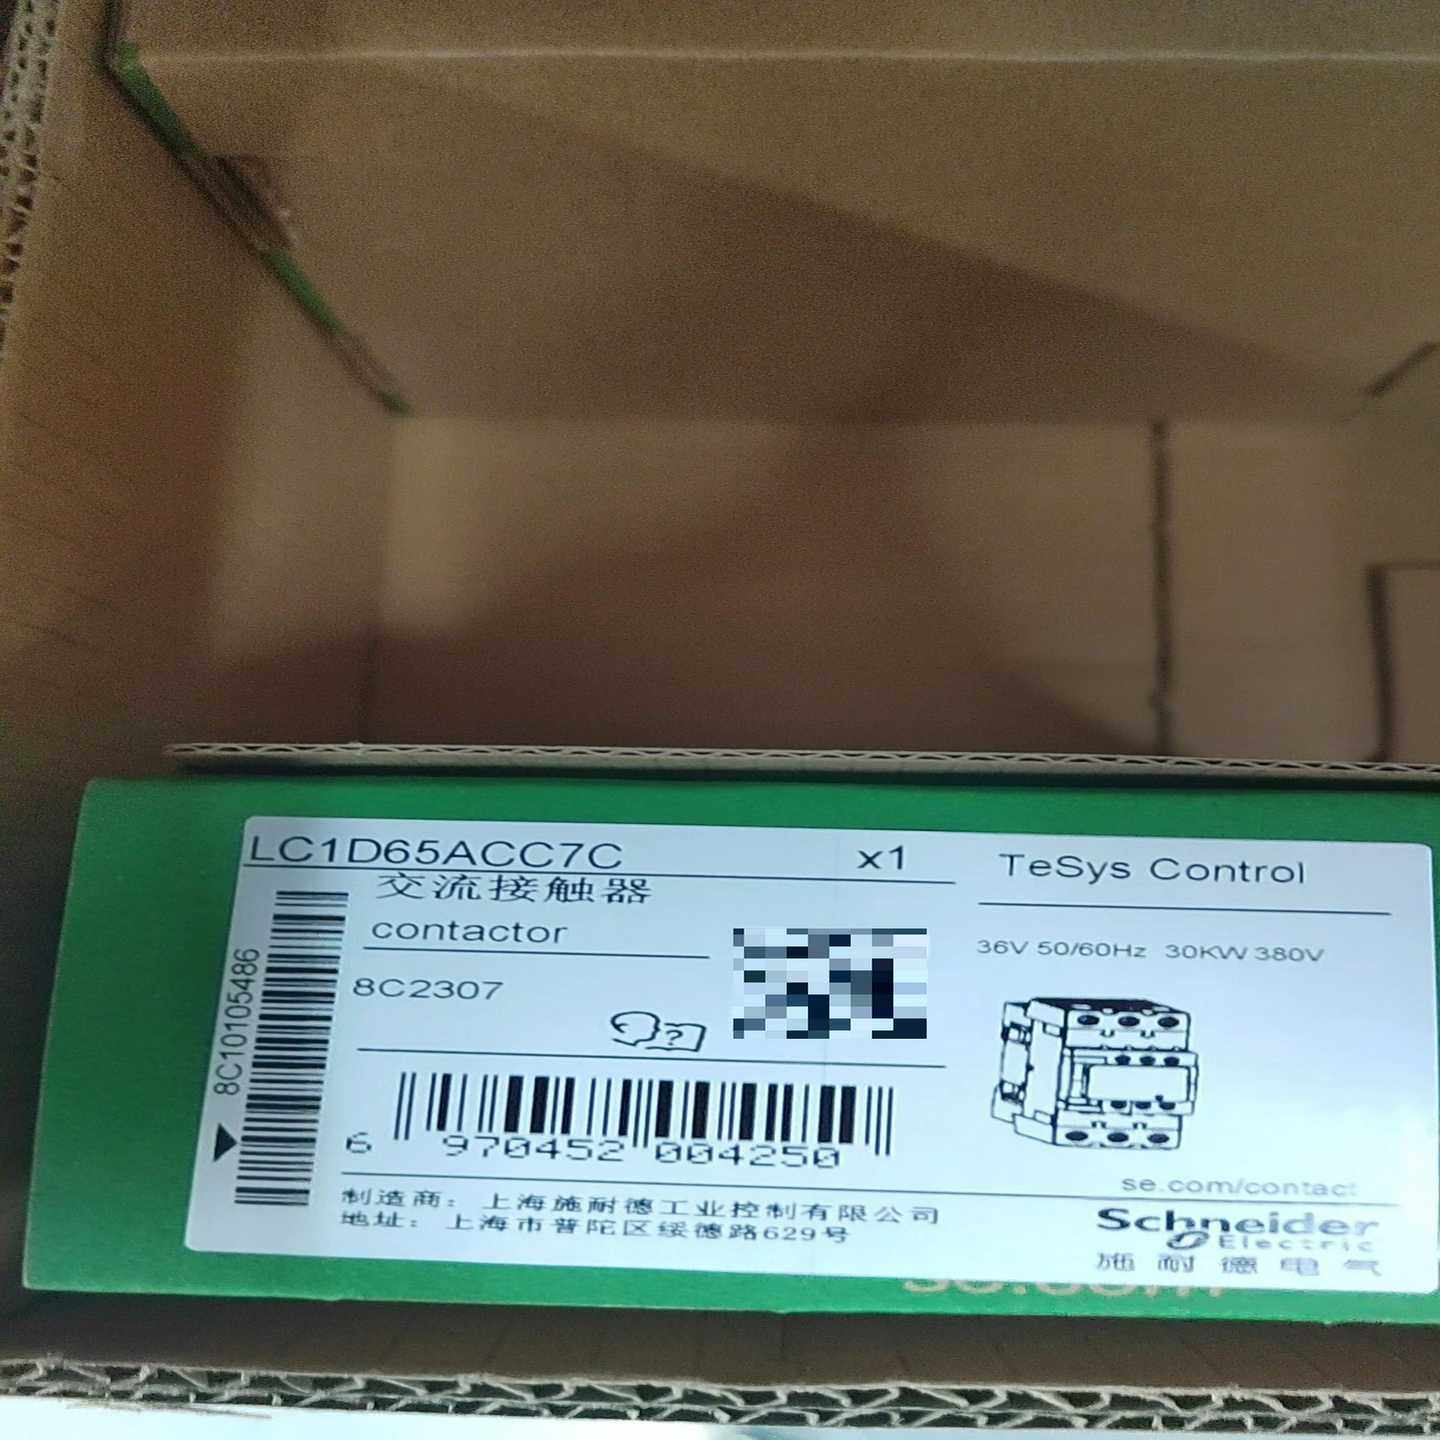 LC1D65ACC7C x1
交流接触器
contactor
8C2307
8C10105486
6 970452 004250
制造商：上海施耐德工业控制有限公司
地址：上海市普陀区绥德路629号
TeSys Control
36V 50/60Hz 30KW 380V
?
se.com/contact
Schneider
Electric
施耐德电气
se.com